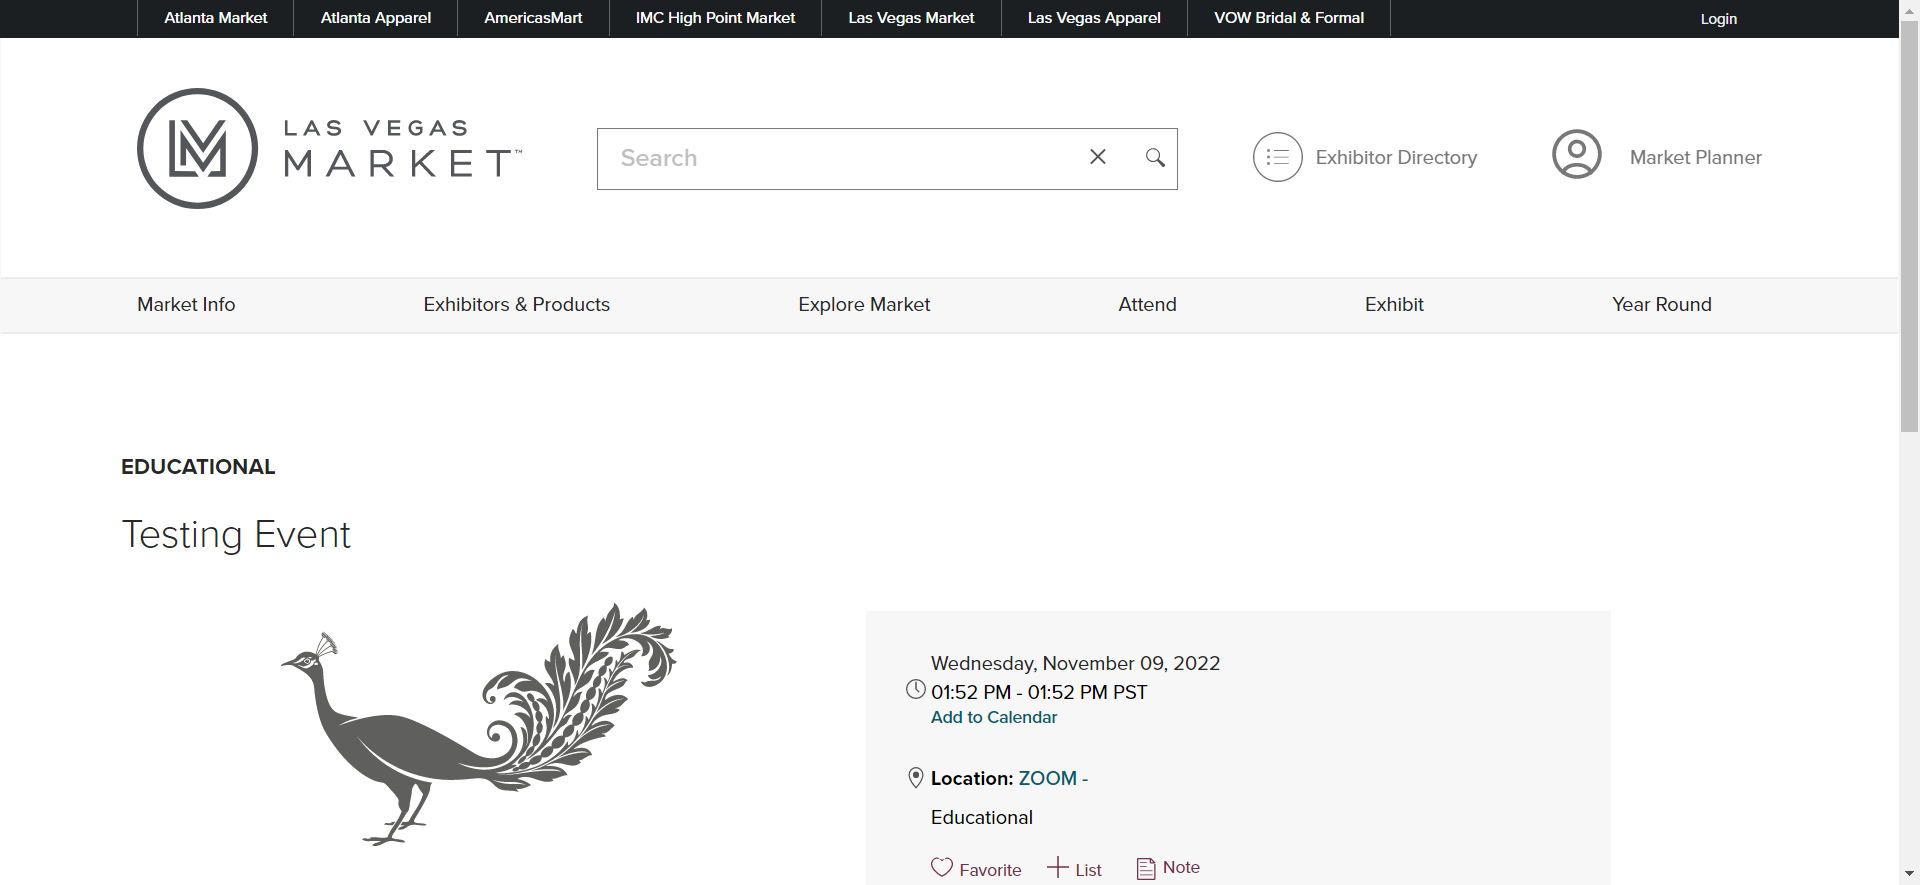 Atlanta Market Atlanta Apparel AmericasMart IMC High Point Market Las Vegas Market Las Vegas Apparel VOW Bridal & Formal Login
LAS VEGAS
MARKET™
Search
Exhibitor Directory
Market Planner
Market Info Exhibitors & Products Explore Market Attend Exhibit Year Round
EDUCATIONAL
Testing Event
Wednesday, November 09, 2022
01:52 PM - 01:52 PM PST
Add to Calendar
Location: ZOOM -
Educational
Favorite List Note